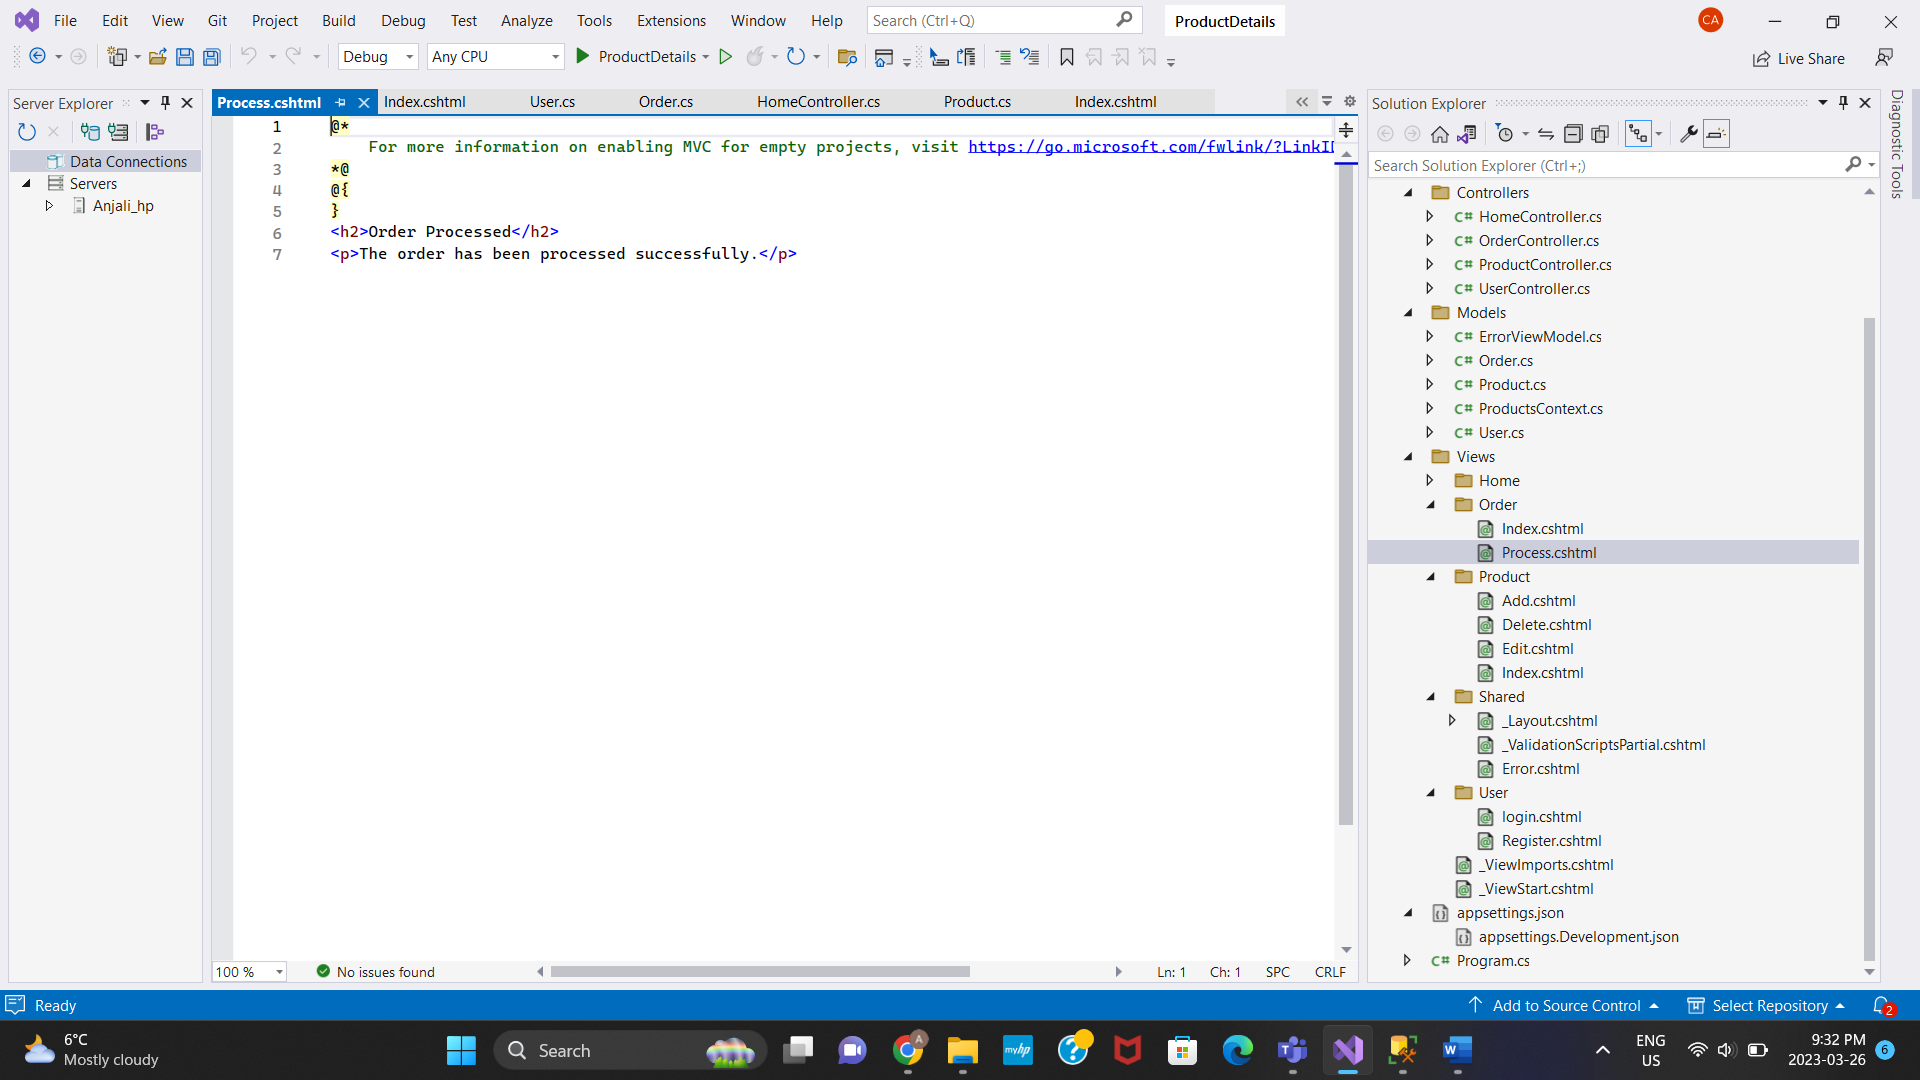 File Edit View Git Project Build Debug Test Analyze Tools Extensions Window Help Search (Ctrl+Q) ProductDetails CA
Debug Any CPU ProductDetails Live Share
Server Explorer
Data Connections
Servers
Anjali_hp
Process.cshtml Index.cshtml User.cs Order.cs HomeController.cs Product.cs Index.cshtml
1 @*
2 For more information on enabling MVC for empty projects, visit https://go.microsoft.com/fwlink/?LinkID
3 *@
4 @{
5 }
6 <h2>Order Processed</h2>
7 <p>The order has been processed successfully.</p>
100 % No issues found Ln: 1 Ch: 1 SPC CRLF
Solution Explorer
Search Solution Explorer (Ctrl+;)
Controllers
C# HomeController.cs
C# OrderController.cs
C# ProductController.cs
C# UserController.cs
Models
C# ErrorViewModel.cs
C# Order.cs
C# Product.cs
C# ProductsContext.cs
C# User.cs
Views
Home
Order
Index.cshtml
Process.cshtml
Product
Add.cshtml
Delete.cshtml
Edit.cshtml
Index.cshtml
Shared
_Layout.cshtml
_ValidationScriptsPartial.cshtml
Error.cshtml
User
login.cshtml
Register.cshtml
_ViewImports.cshtml
_ViewStart.cshtml
appsettings.json
appsettings.Development.json
C# Program.cs
Diagnostic Tools
Ready Add to Source Control Select Repository 2
6°C
Mostly cloudy
Search
A
myhp
W
ENG
US
9:32 PM
2023-03-26
6